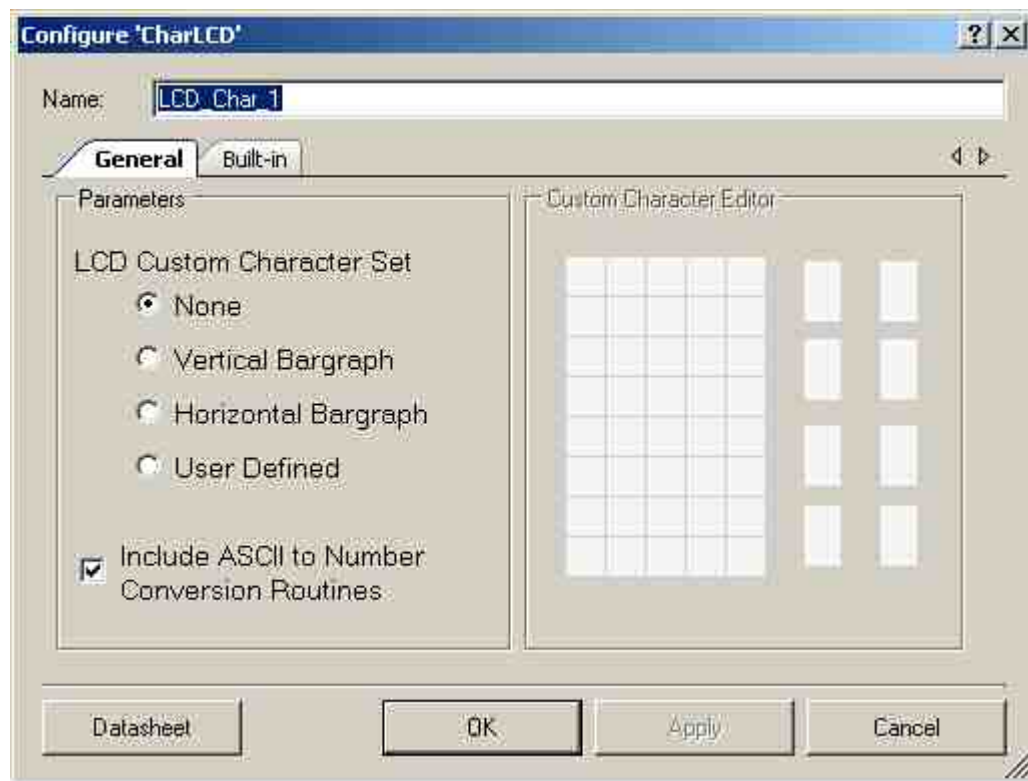 Configure 'CharLCD'
Name: LCD_Char_1
General Built-in
Parameters
LCD Custom Character Set
None
Vertical Bargraph
Horizontal Bargraph
User Defined
Include ASCII to Number
Conversion Routines
Custom Character Editor
Datasheet OK Apply Cancel